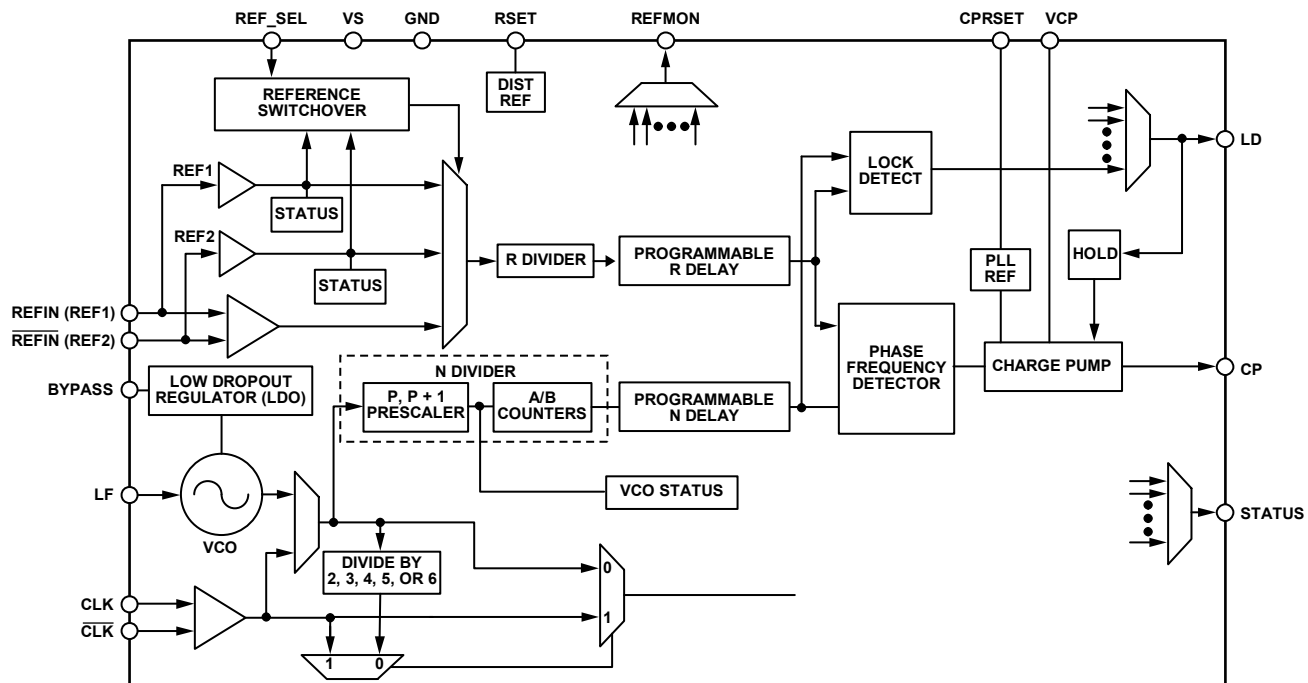 REF_SEL
VS
GND
RSET
REFMON
CPRSET
VCP
DIST
REF
REFERENCE
SWITCHOVER
LD
LOCK
DETECT
REF1
STATUS
REF2
STATUS
R DIVIDER
PROGRAMMABLE
R DELAY
PLL
REF
HOLD
REFIN (REF1)
REFIN (REF2)
PHASE
FREQUENCY
DETECTOR
CHARGE PUMP
CP
BYPASS
LOW DROPOUT
REGULATOR (LDO)
N DIVIDER
P, P + 1
PRESCALER
A/B
COUNTERS
PROGRAMMABLE
N DELAY
LF
VCO
VCO STATUS
STATUS
DIVIDE BY
2, 3, 4, 5, OR 6
0
CLK
CLK
1
1 0